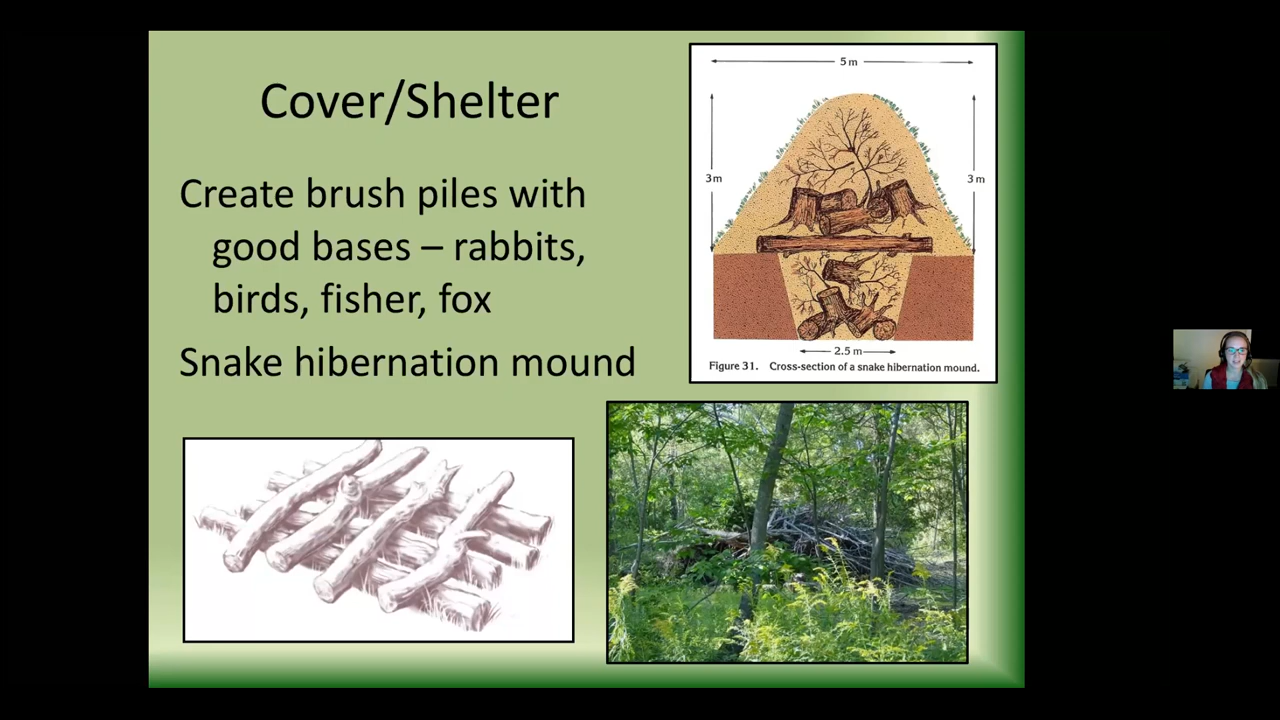 Cover/Shelter
Create brush piles with
good bases – rabbits,
birds, fisher, fox
Snake hibernation mound
5 m
3 m
3 m
2.5 m
Figure 31. Cross-section of a snake hibernation mound.